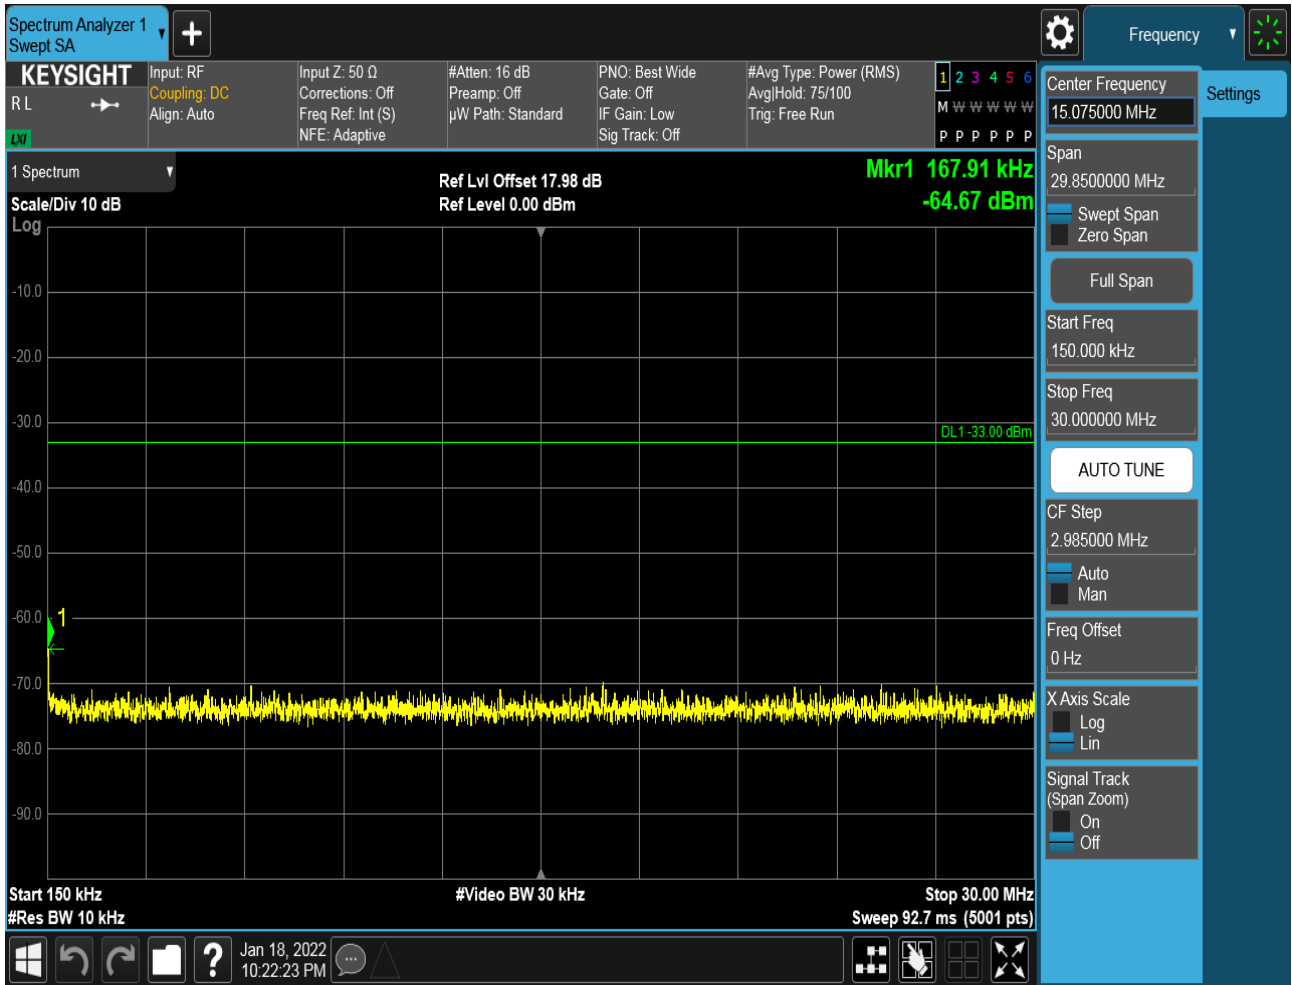 Spectrum Analyzer 1
Swept SA
Frequency
KEYSIGHT
R L
LXI
Input: RF
Coupling: DC
Align: Auto
Input Z: 50 Ω
Corrections: Off
Freq Ref: Int (S)
NFE: Adaptive
#Atten: 16 dB
Preamp: Off
µW Path: Standard
PNO: Best Wide
Gate: Off
IF Gain: Low
Sig Track: Off
#Avg Type: Power (RMS)
Avg|Hold: 75/100
Trig: Free Run
1 2 3 4 5 6
M W W W W W
P P P P P P
1 Spectrum
Scale/Div 10 dB
Log
Ref Lvl Offset 17.98 dB
Ref Level 0.00 dBm
Mkr1 167.91 kHz
-64.67 dBm
-10.0
-20.0
-30.0
DL1 -33.00 dBm
-40.0
-50.0
-60.0
1
-70.0
-80.0
-90.0
Start 150 kHz
#Video BW 30 kHz
Stop 30.00 MHz
#Res BW 10 kHz
Sweep 92.7 ms (5001 pts)
?
Jan 18, 2022
10:22:23 PM
Center Frequency
15.075000 MHz
Settings
Span
29.8500000 MHz
Swept Span
Zero Span
Full Span
Start Freq
150.000 kHz
Stop Freq
30.000000 MHz
AUTO TUNE
CF Step
2.985000 MHz
Auto
Man
Freq Offset
0 Hz
X Axis Scale
Log
Lin
Signal Track
(Span Zoom)
On
Off